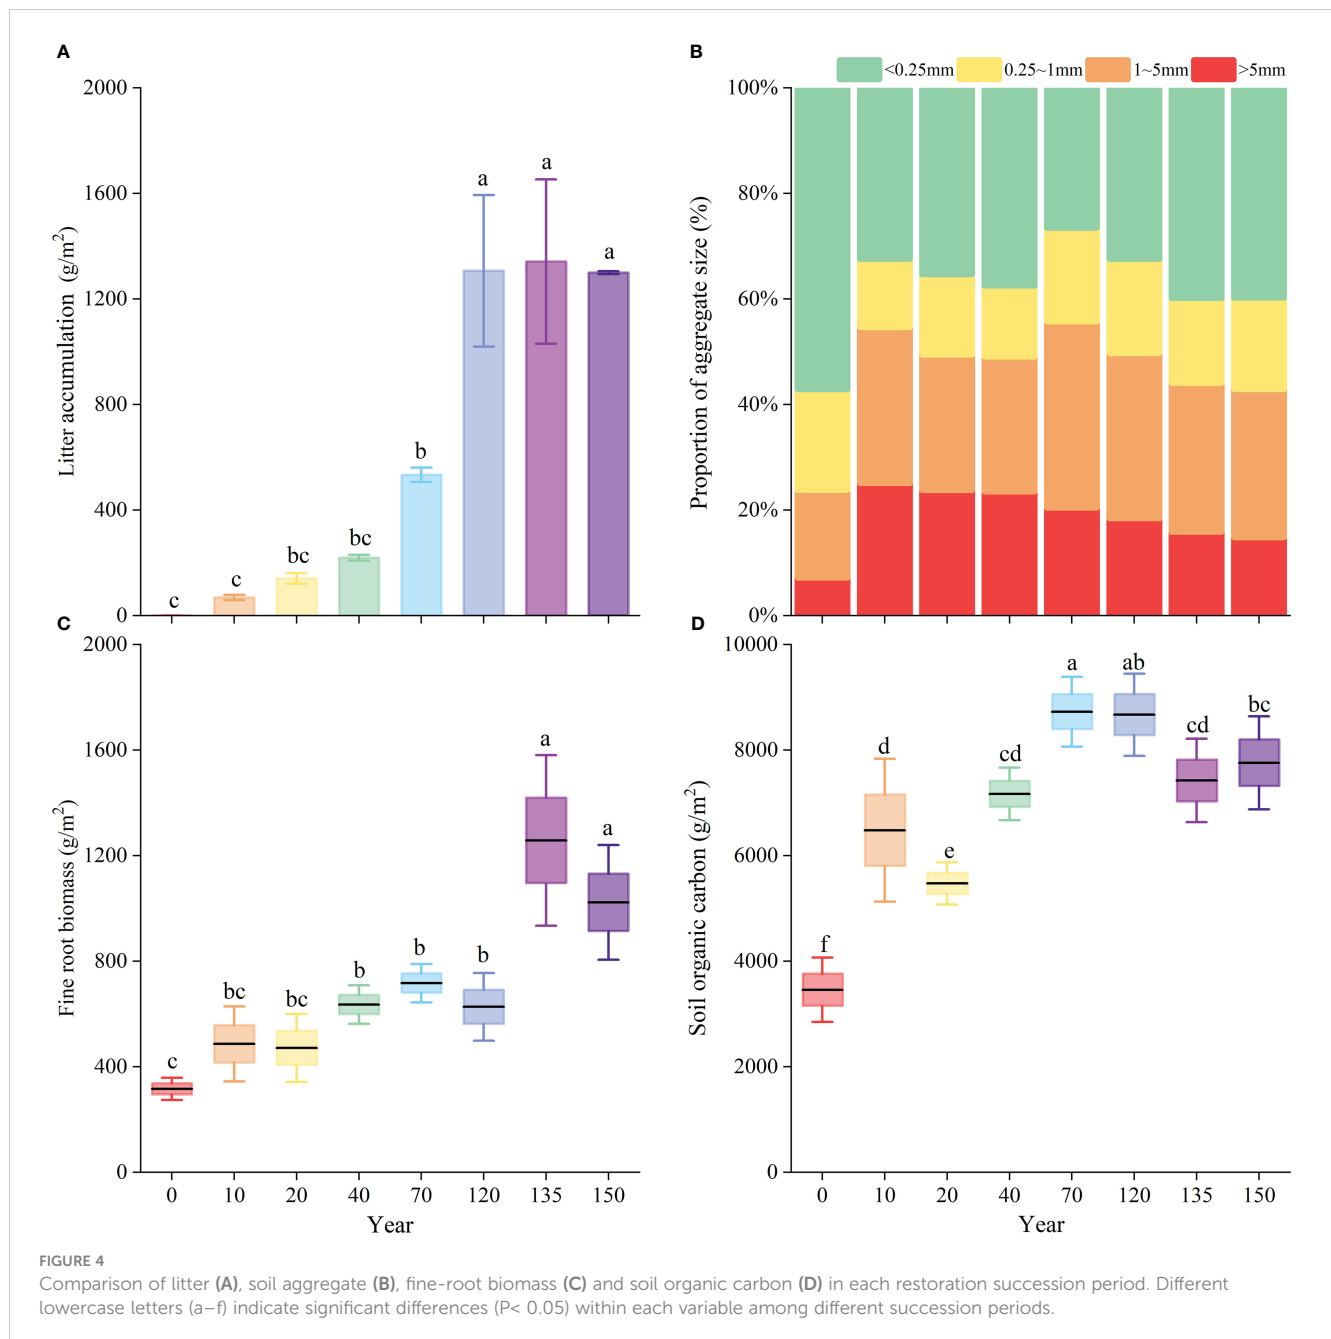 A
2000
1600
1200
800
400
0
Litter accumulation (g/m²)
c
c
bc
bc
b
a
a
a
B
<0.25mm 0.25~1mm 1~5mm >5mm
100%
80%
60%
40%
20%
0%
Proportion of aggregate size (%)
C
2000
1600
1200
800
400
0
Fine root biomass (g/m²)
c
bc
bc
b
b
b
a
a
0 10 20 40 70 120 135 150
Year
D
10000
8000
6000
4000
2000
0
Soil organic carbon (g/m²)
f
d
e
cd
a
ab
cd
bc
0 10 20 40 70 120 135 150
Year
FIGURE 4
Comparison of litter (A), soil aggregate (B), fine-root biomass (C) and soil organic carbon (D) in each restoration succession period. Different
lowercase letters (a–f) indicate significant differences (P< 0.05) within each variable among different succession periods.